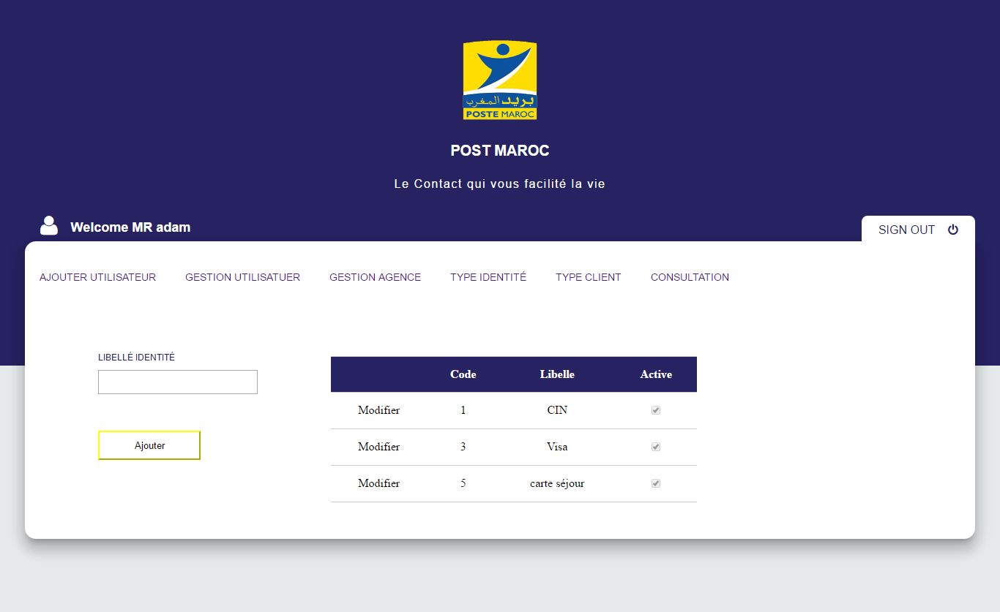 بريد المغرب
POSTE MAROC
POST MAROC
Le Contact qui vous facilité la vie
Welcome MR adam
SIGN OUT
AJOUTER UTILISATEUR GESTION UTILISATUER GESTION AGENCE TYPE IDENTITÉ TYPE CLIENT CONSULTATION
LIBELLÉ IDENTITÉ
Ajouter
Code Libelle Active
Modifier 1 CIN
Modifier 3 Visa
Modifier 5 carte séjour